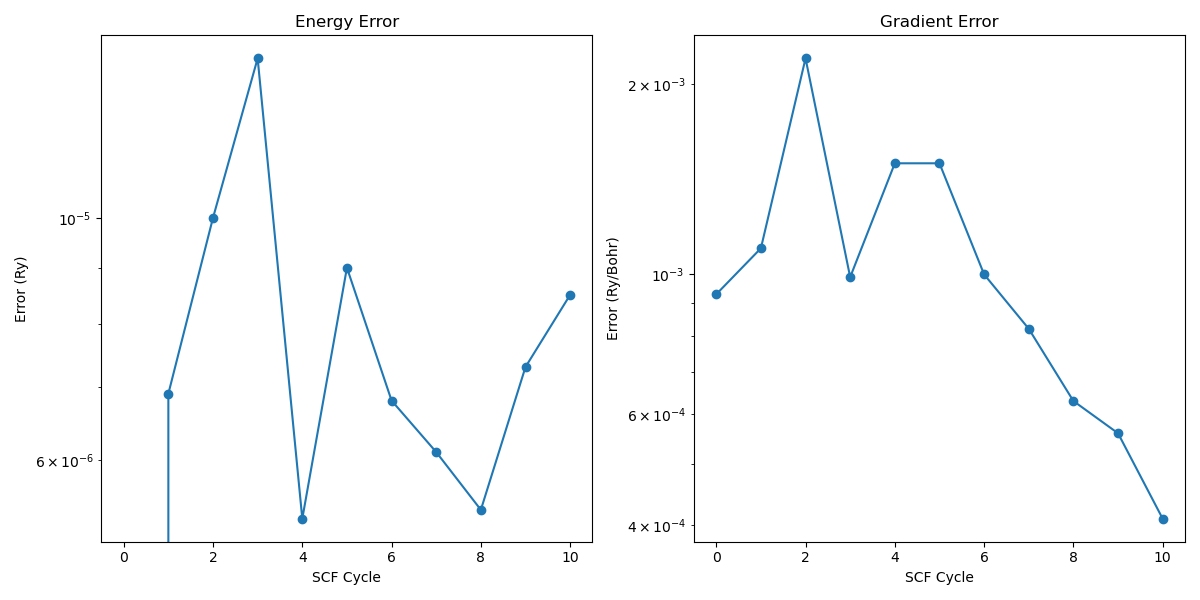 Energy Error
Error (Ry)
10⁻⁵
6 × 10⁻⁶
0 2 4 6 8 10
SCF Cycle
Gradient Error
Error (Ry/Bohr)
2 × 10⁻³
10⁻³
6 × 10⁻⁴
4 × 10⁻⁴
0 2 4 6 8 10
SCF Cycle